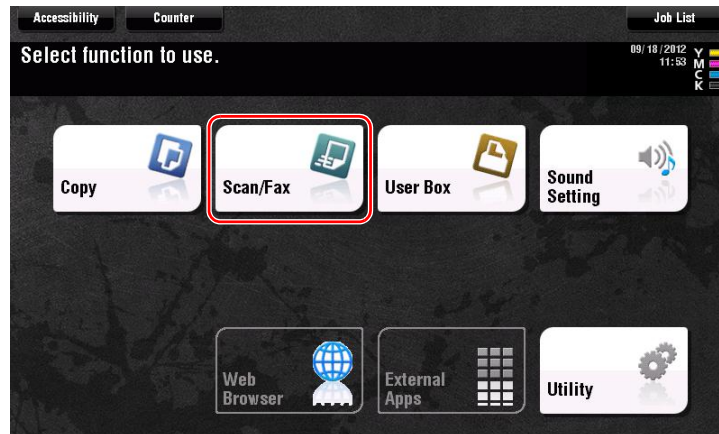 Accessibility
Counter
Job List
Select function to use.
09/18/2012
11:53
Y
M
C
K
Copy
Scan/Fax
User Box
Sound
Setting
Web
Browser
External
Apps
Utility